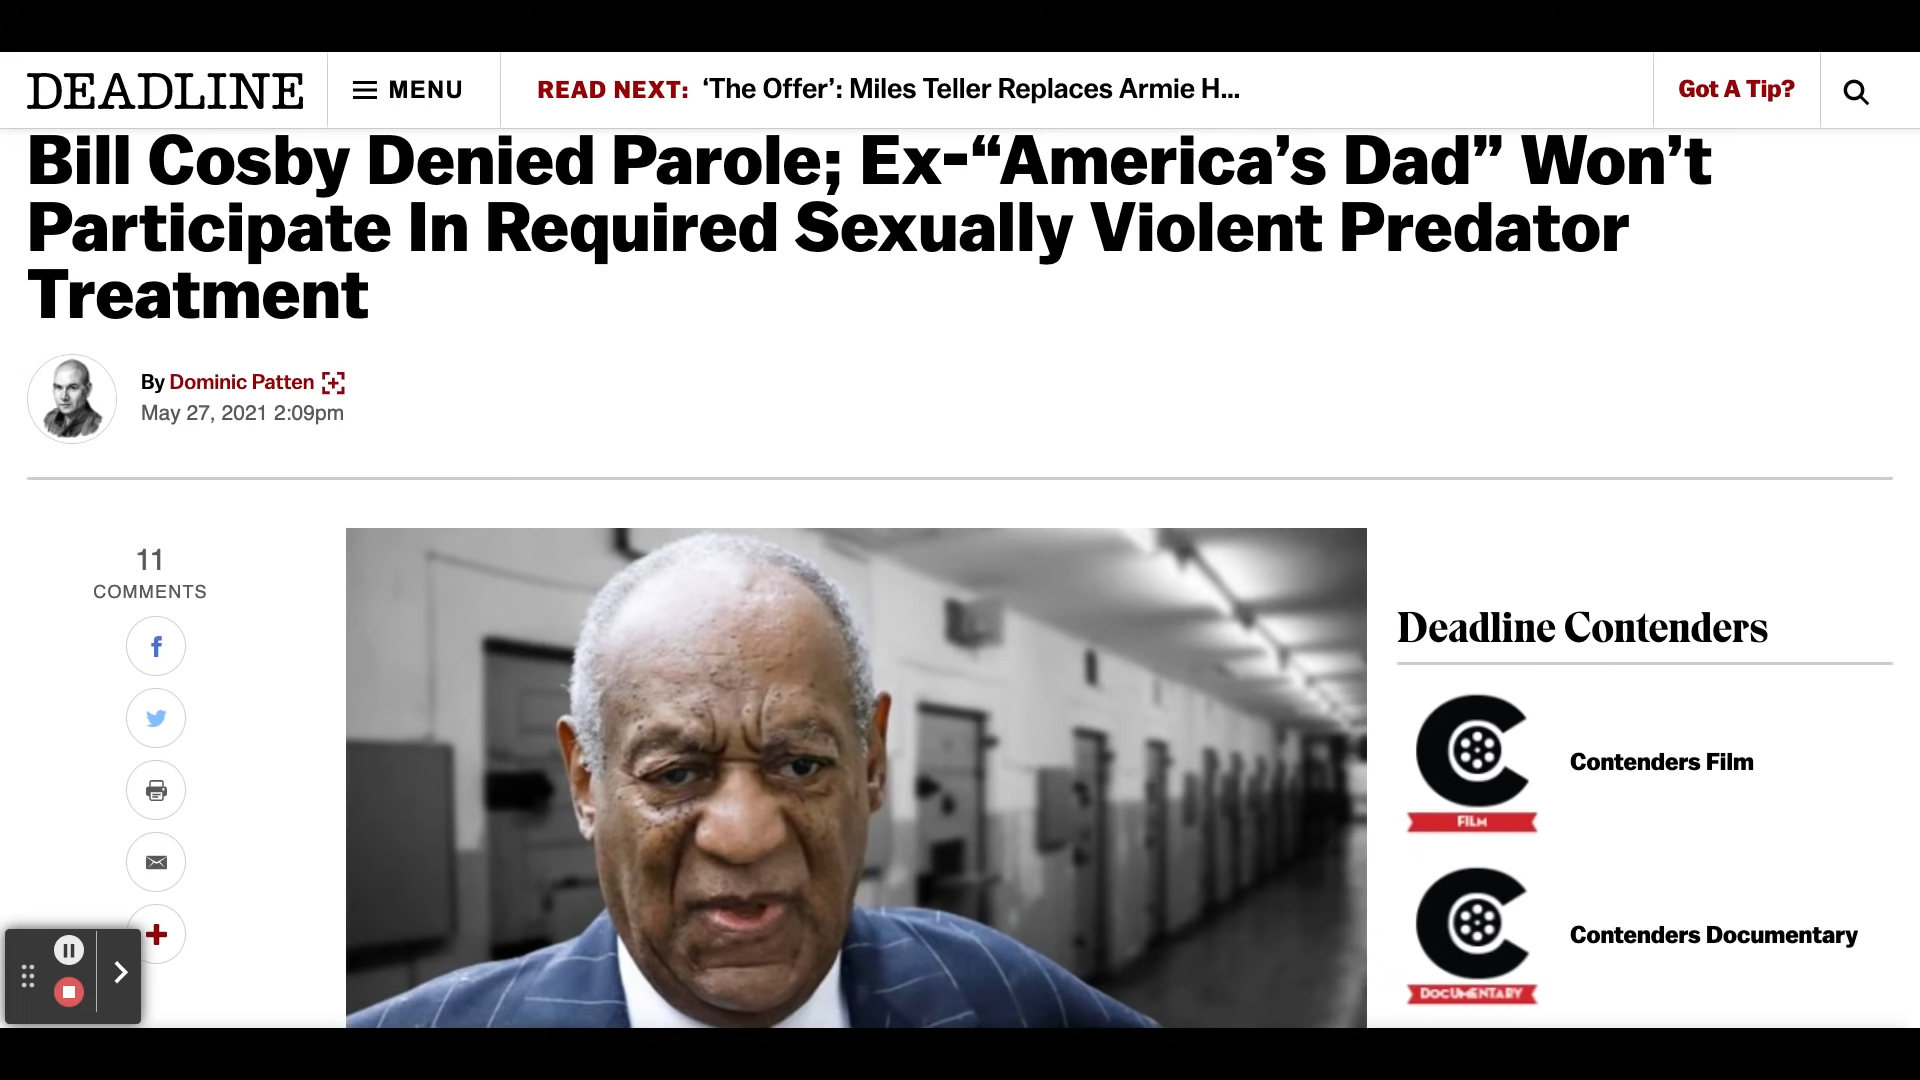 DEADLINE
MENU
READ NEXT: ‘The Offer’: Miles Teller Replaces Armie H...
Got A Tip?
Bill Cosby Denied Parole; Ex-“America’s Dad” Won’t
Participate In Required Sexually Violent Predator
Treatment
By Dominic Patten
May 27, 2021 2:09pm
11
COMMENTS
Deadline Contenders
FILM
Contenders Film
DOCUMENTARY
Contenders Documentary